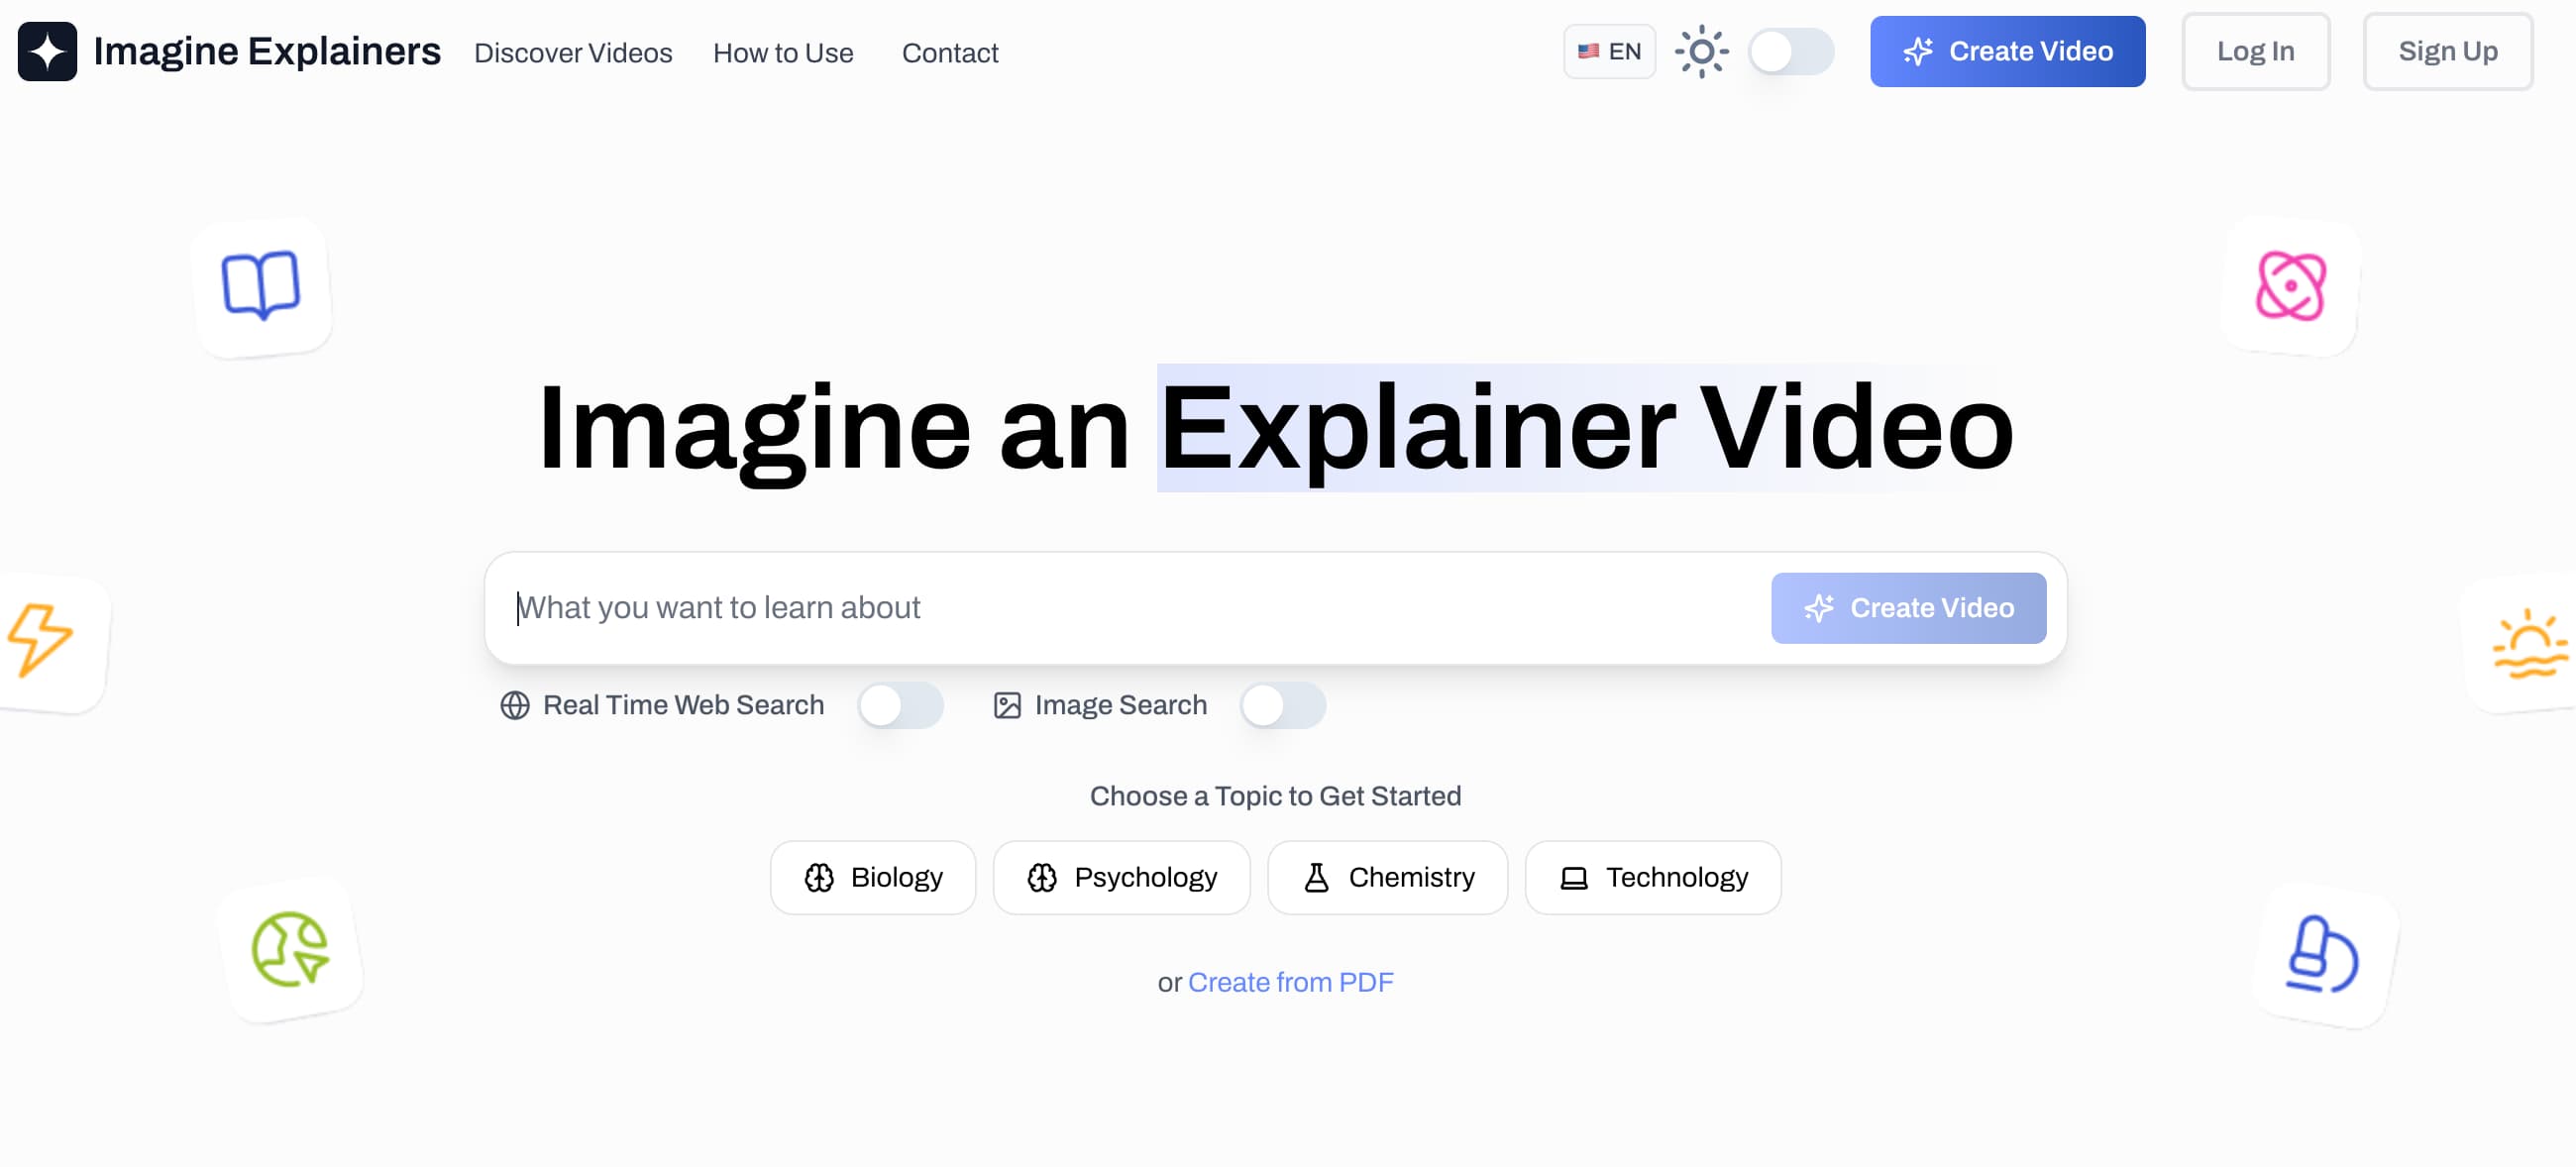 Imagine Explainers Discover Videos How to Use Contact EN Create Video Log In Sign Up
Imagine an Explainer Video
What you want to learn about Create Video
Real Time Web Search Image Search
Choose a Topic to Get Started
Biology Psychology Chemistry Technology
or Create from PDF